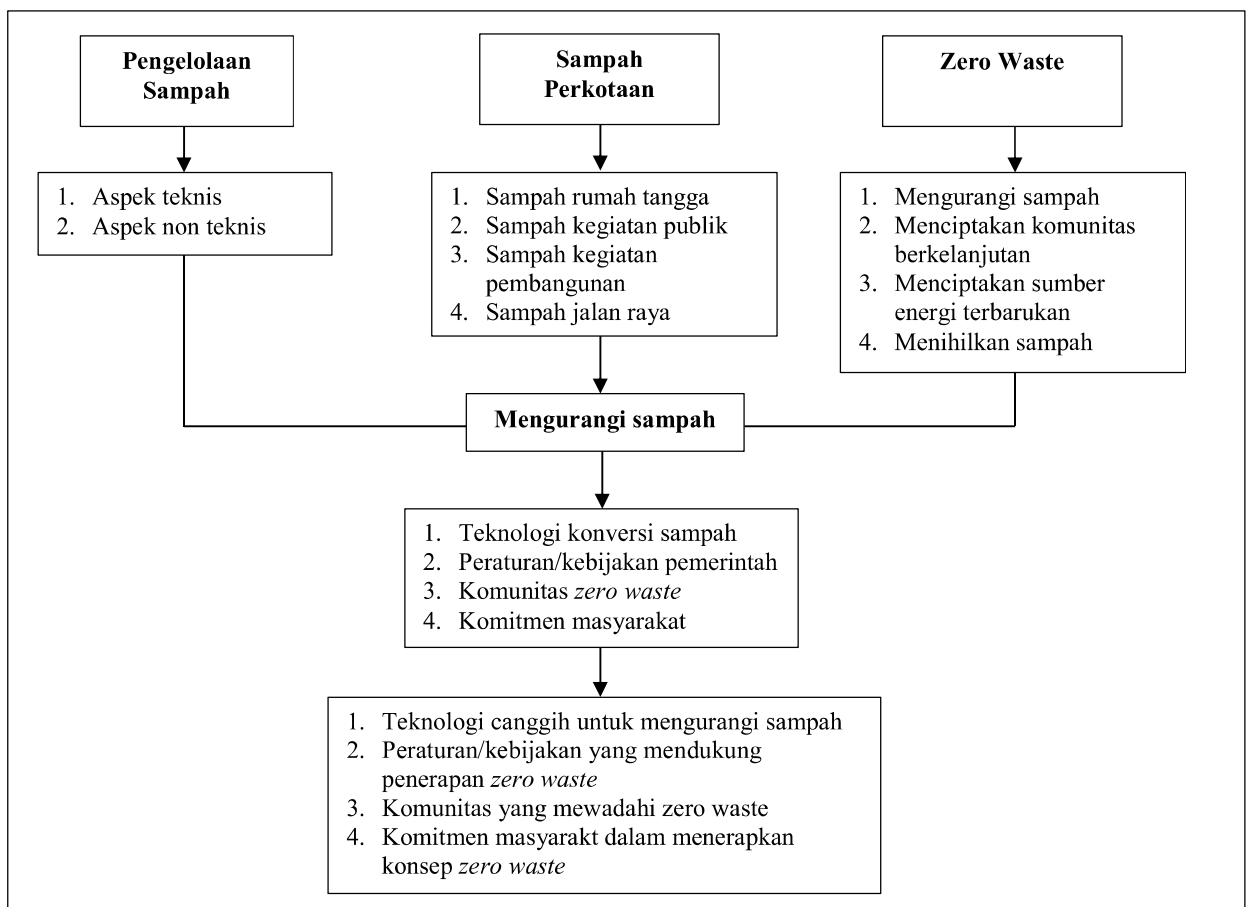 Pengelolaan
Sampah
Sampah
Perkotaan
Zero Waste
1. Aspek teknis
2. Aspek non teknis
1. Sampah rumah tangga
2. Sampah kegiatan publik
3. Sampah kegiatan
pembangunan
4. Sampah jalan raya
1. Mengurangi sampah
2. Menciptakan komunitas
berkelanjutan
3. Menciptakan sumber
energi terbarukan
4. Menihilkan sampah
Mengurangi sampah
1. Teknologi konversi sampah
2. Peraturan/kebijakan pemerintah
3. Komunitas zero waste
4. Komitmen masyarakat
1. Teknologi canggih untuk mengurangi sampah
2. Peraturan/kebijakan yang mendukung
penerapan zero waste
3. Komunitas yang mewadahi zero waste
4. Komitmen masyarakt dalam menerapkan
konsep zero waste